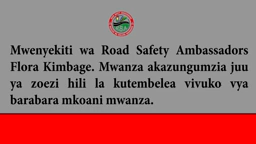 Mwenyekiti wa Road Safety Ambassadors
Flora Kimbage. Mwanza akazungumzia juu
ya zoezi hili la kutembelea vivuko vya
barabara mkoani mwanza.